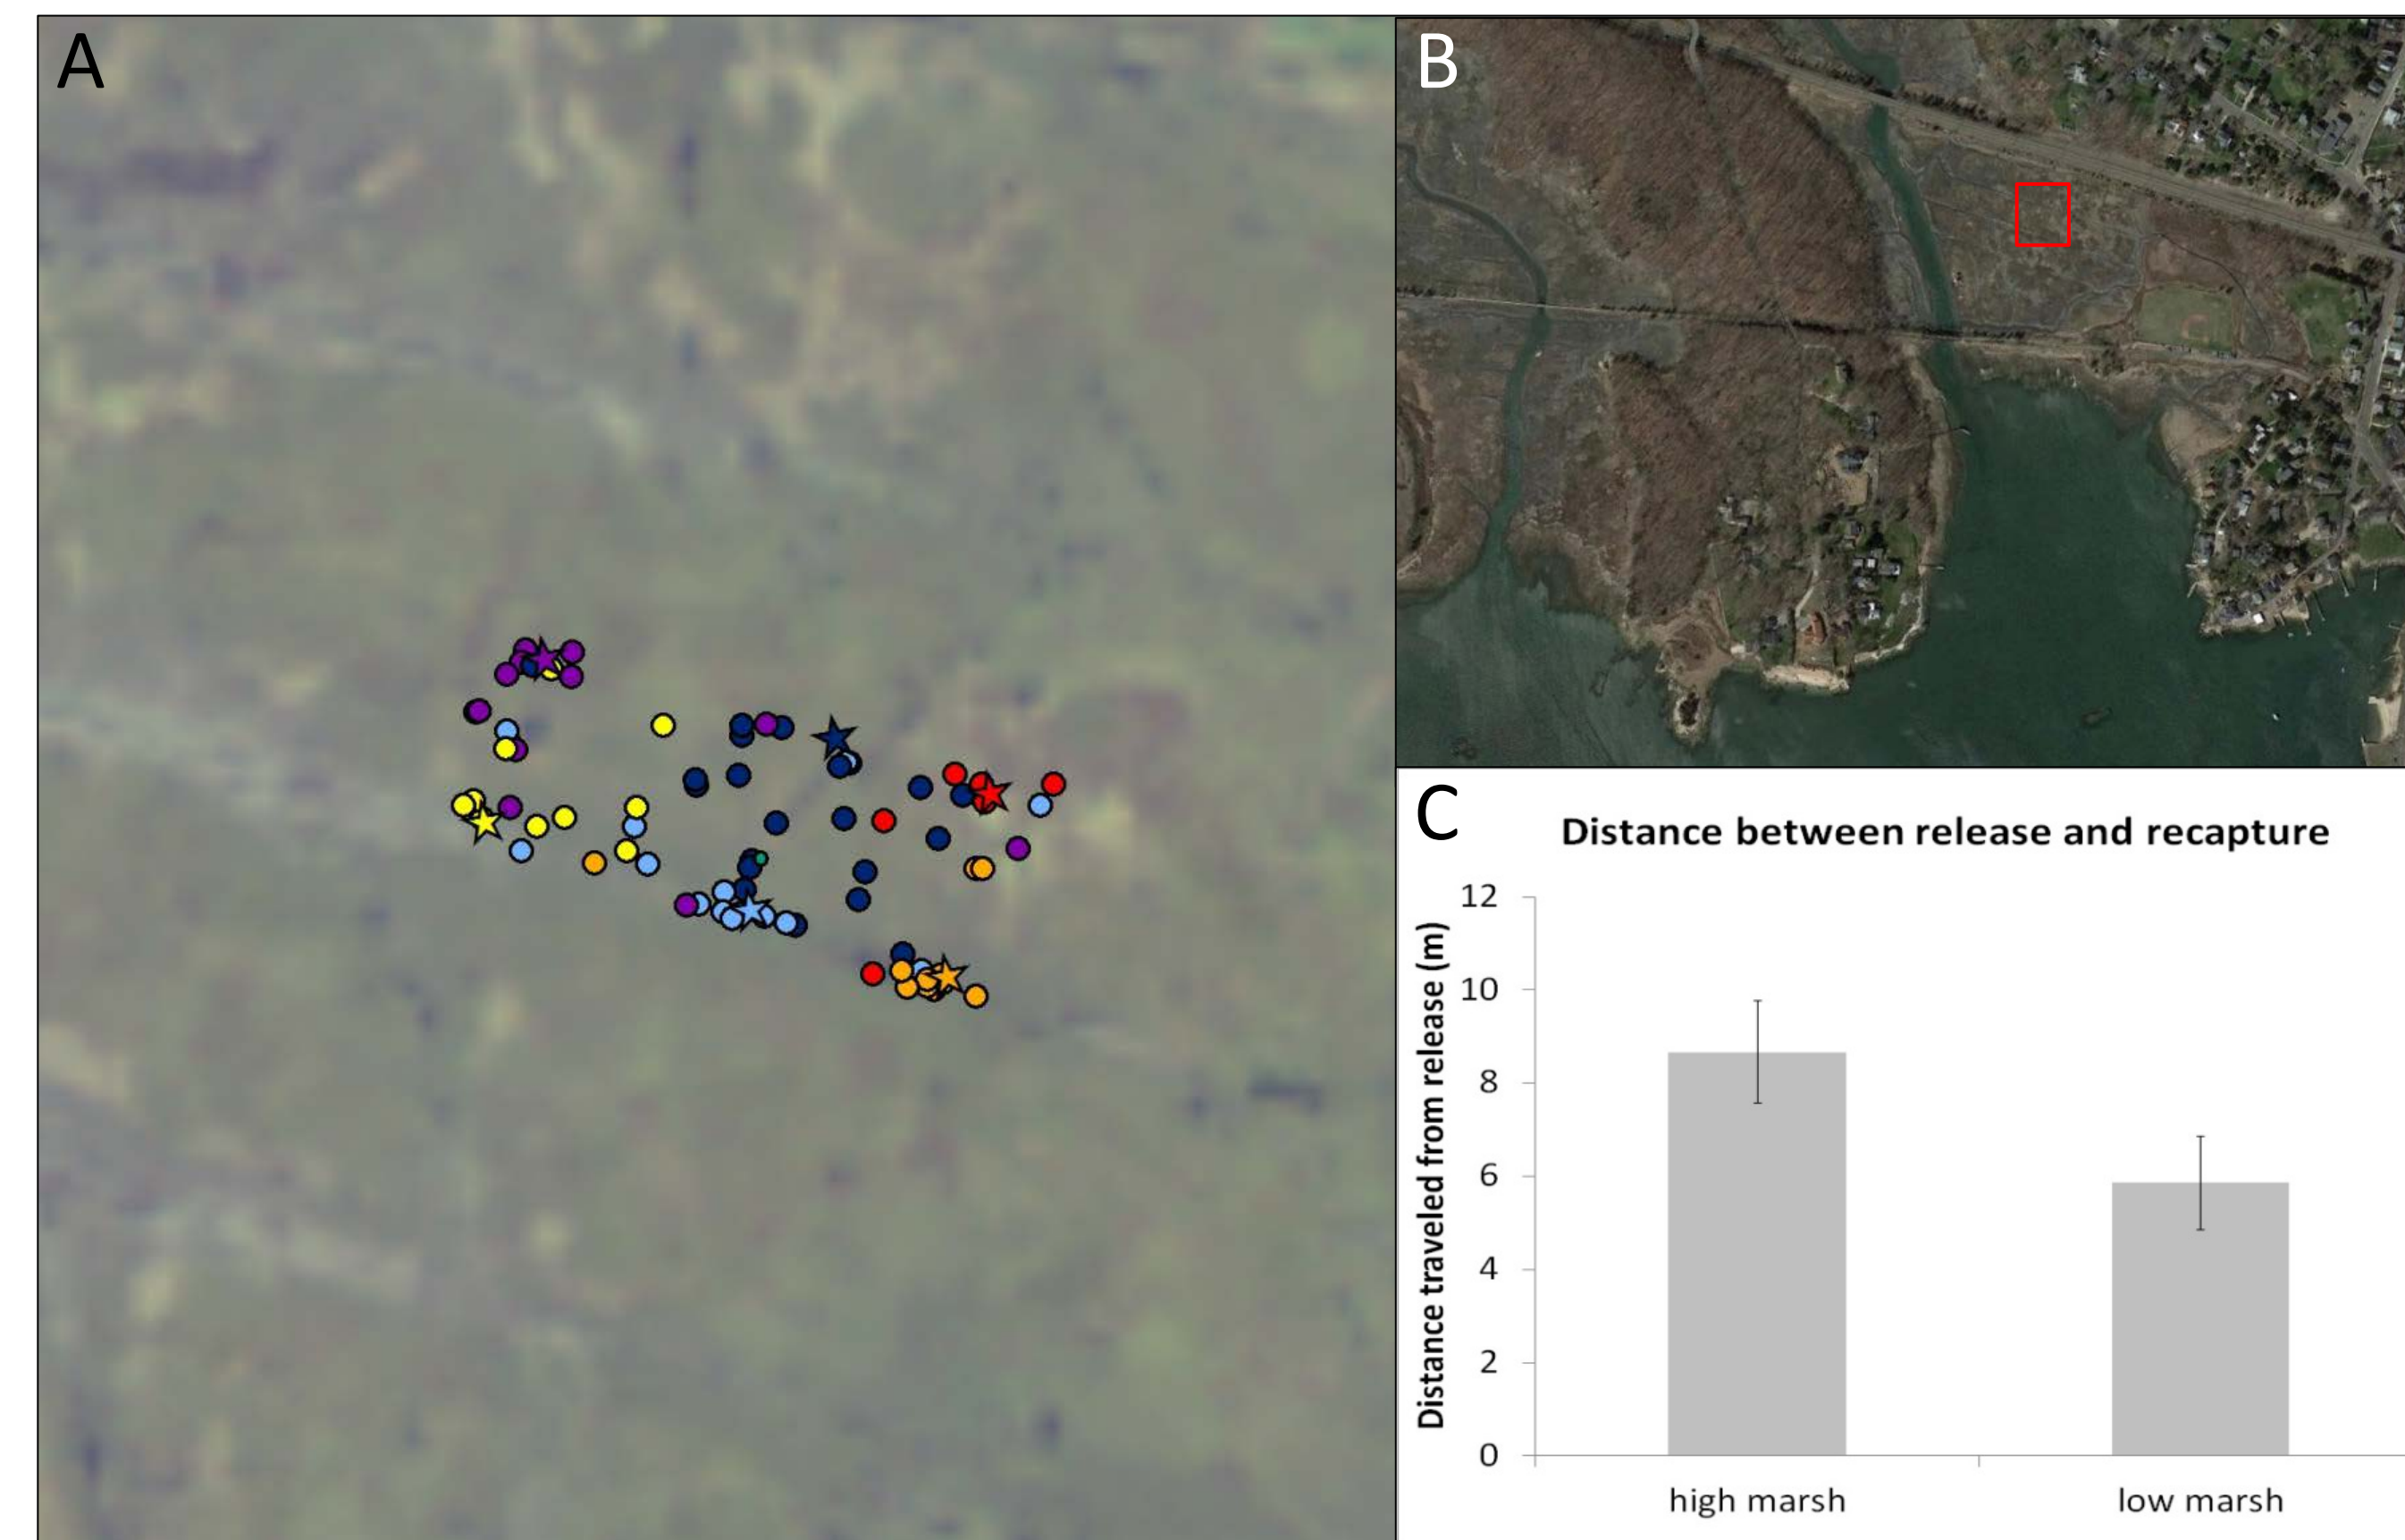 A
B
C
Distance between release and recapture
Distance traveled from release (m)
12
10
8
6
4
2
0
high marsh
low marsh